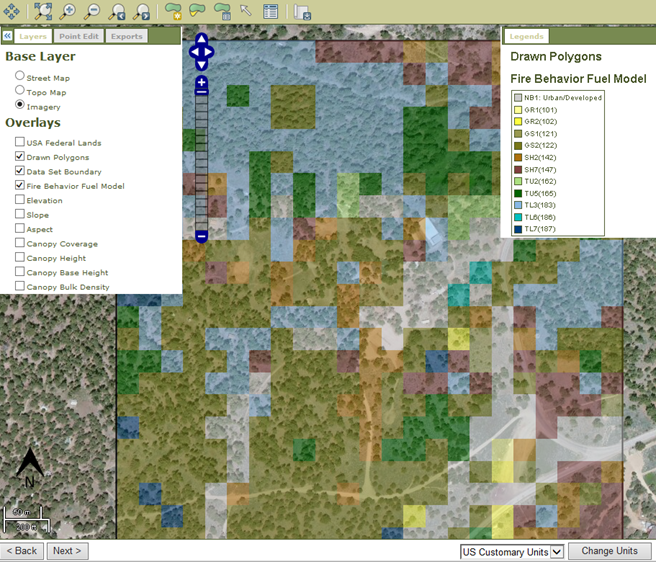 Layers
Point Edit
Exports
Base Layer
Street Map
Topo Map
Imagery
Overlays
USA Federal Lands
Drawn Polygons
Data Set Boundary
Fire Behavior Fuel Model
Elevation
Slope
Aspect
Canopy Coverage
Canopy Height
Canopy Base Height
Canopy Bulk Density
Legends
Drawn Polygons
Fire Behavior Fuel Model
NB1: Urban/Developed
GR1(101)
GR2(102)
GS1(121)
GS2(122)
SH2(142)
SH7(147)
TU2(162)
TU5(165)
TL3(183)
TL6(186)
TL7(187)
N
50 m
200 ft
< Back
Next >
US Customary Units
Change Units